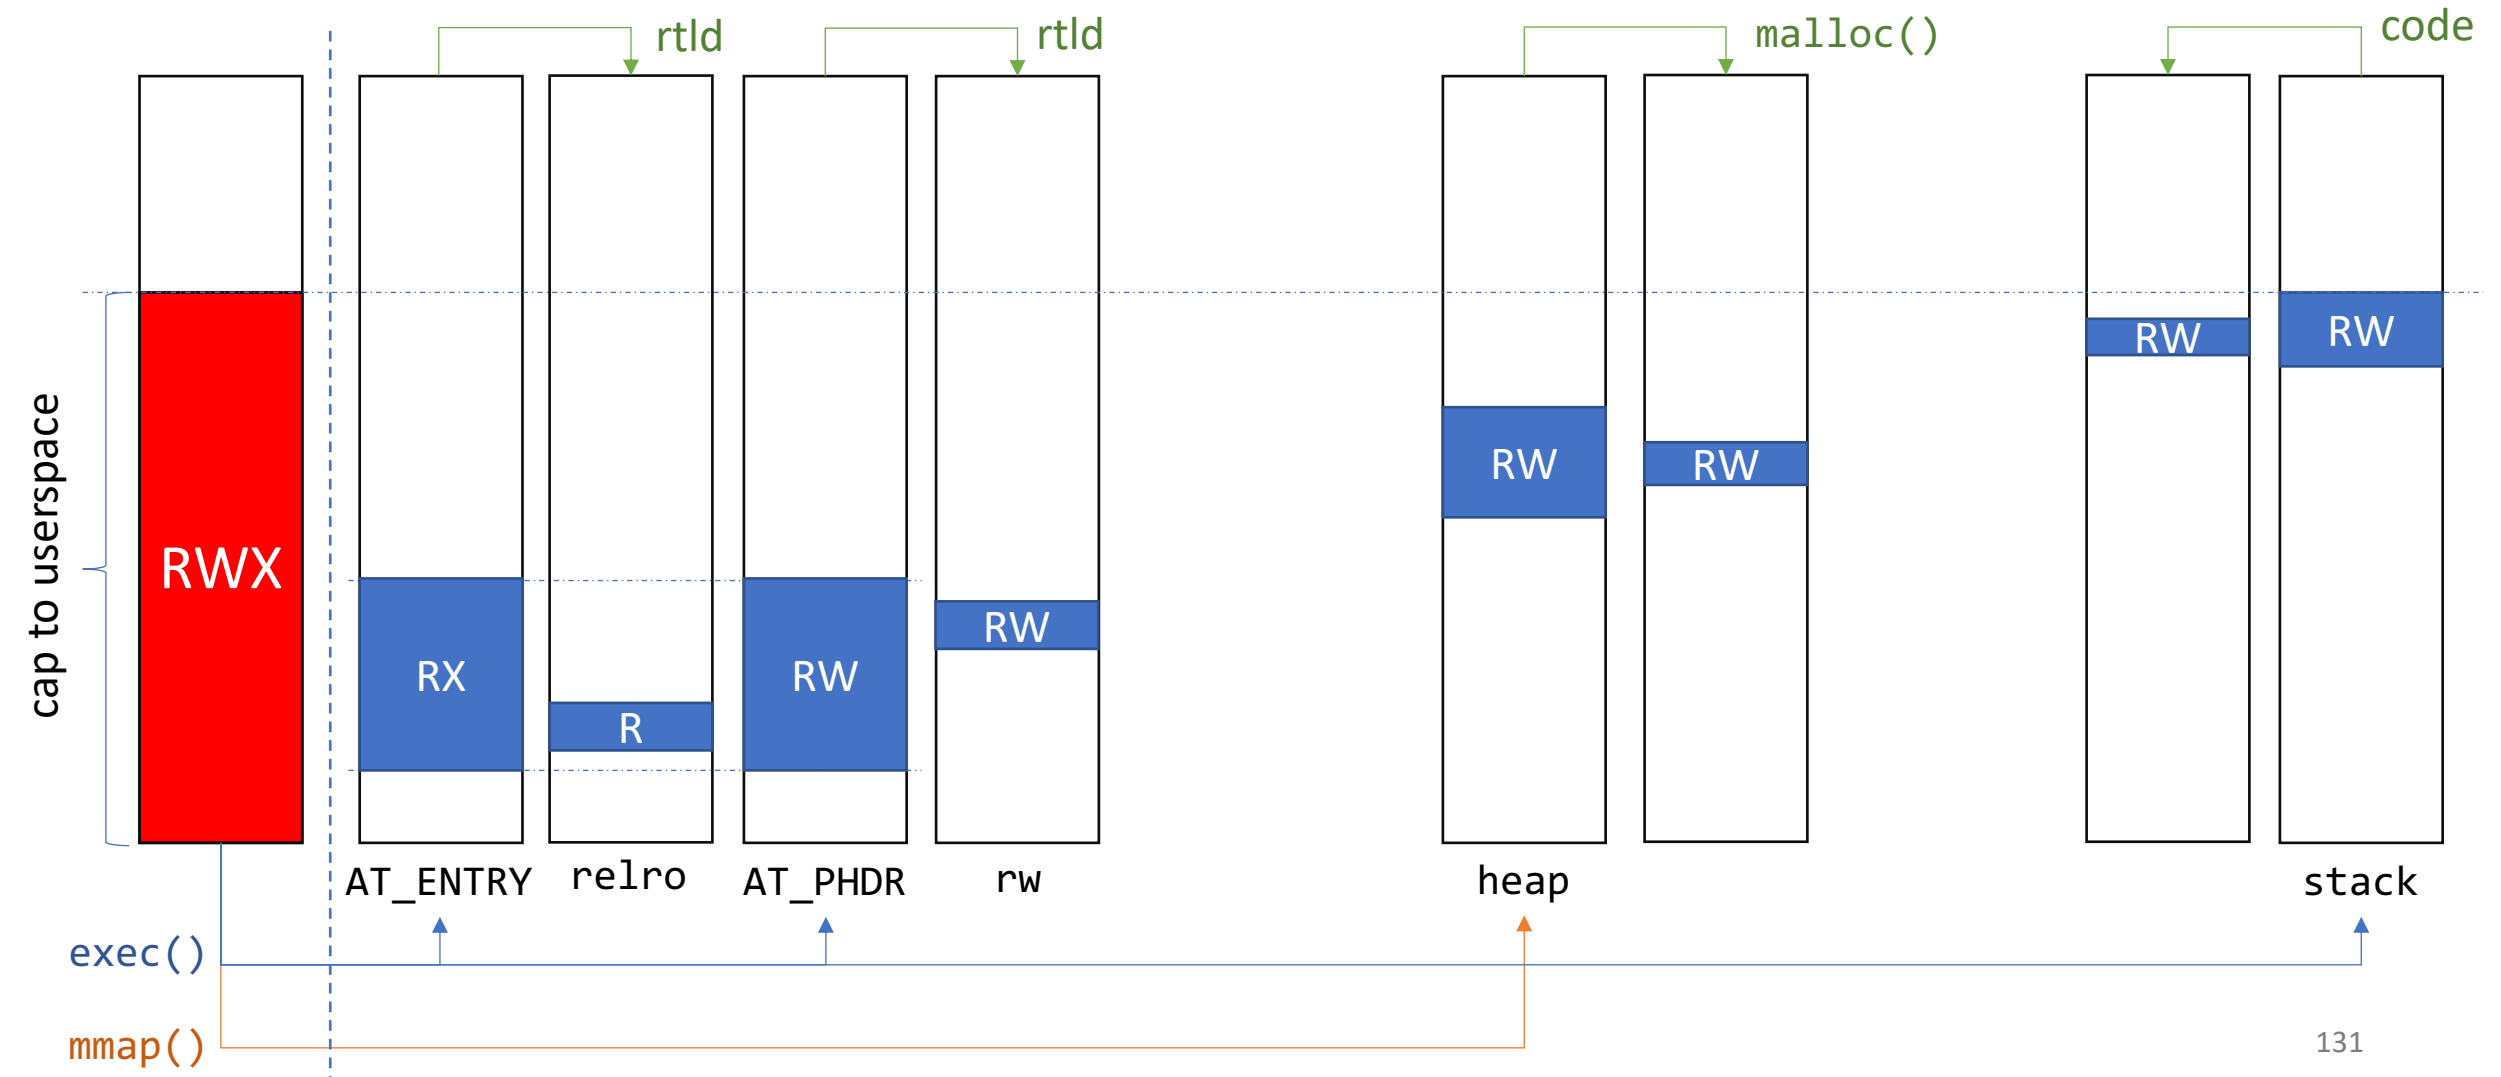 rtld
rtld
malloc()
code
cap to userspace
RWX
RX
R
RW
RW
RW
RW
RW
RW
AT_ENTRY
relro
AT_PHDR
rw
heap
stack
exec()
mmap()
131